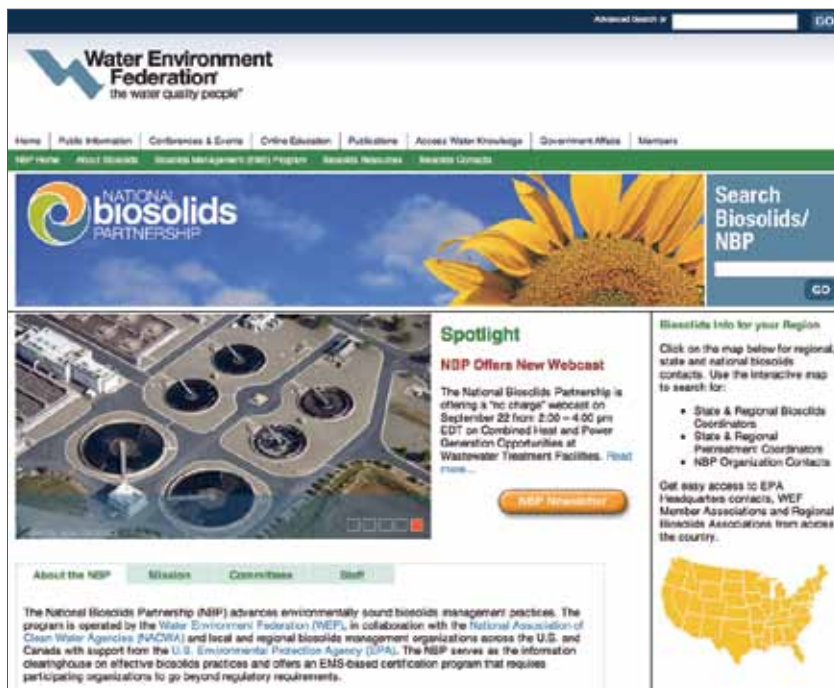 Advanced Search or
GO
Water Environment
Federation
the water quality people®
Home
Public Information
Conferences & Events
Online Education
Publications
Access Water Knowledge
Government Affairs
Members
NBP Home
About Biosolids
Biosolids Management (EMS) Program
Biosolids Resources
Biosolids Contacts
NATIONAL
biosolids
PARTNERSHIP
Search
Biosolids/
NBP
GO
Spotlight
NBP Offers New Webcast
The National Biosolids Partnership is
offering a "no charge" webcast on
September 22 from 2:00 – 4:00 pm
EDT on Combined Heat and Power
Generation Opportunities at
Wastewater Treatment Facilities. Read
more...
NBP Newsletter
Biosolids Info for your Region
Click on the map below for regional,
state and national biosolids
contacts. Use the interactive map
to search for:
• State & Regional Biosolids
Coordinators
• State & Regional
Pretreatment Coordinators
• NBP Organization Contacts
Get easy access to EPA
Headquarters contacts, WEF
Member Associations and Regional
Biosolids Associations from across
the country.
About the NBP
Mission
Committees
Staff
The National Biosolids Partnership (NBP) advances environmentally sound biosolids management practices. The
program is operated by the Water Environment Federation (WEF), in collaboration with the National Association of
Clean Water Agencies (NACWA) and local and regional biosolids management organizations across the U.S. and
Canada with support from the U.S. Environmental Protection Agency (EPA). The NBP serves as the information
clearinghouse on effective biosolids practices and offers an EMS-based certification program that requires
participating organizations to go beyond regulatory requirements.